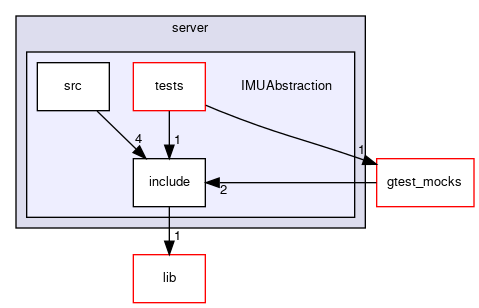 server
src
tests
IMUAbstraction
4
1
1
include
2
gtest_mocks
1
lib